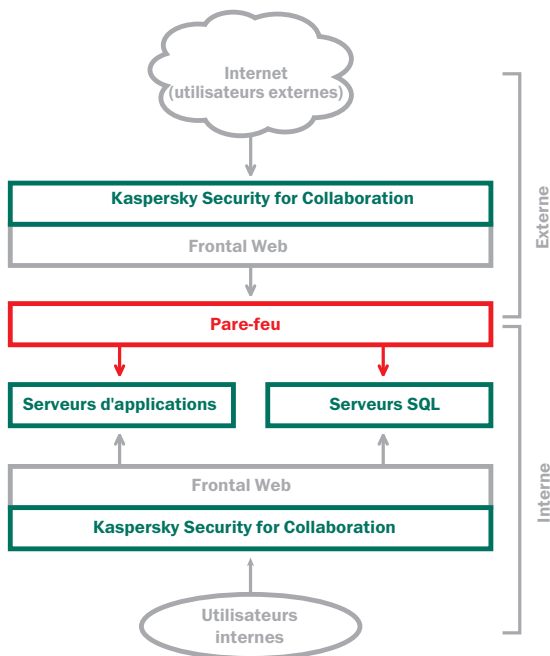 Internet
(utilisateurs externes)
Kaspersky Security for Collaboration
Frontal Web
Externe
Pare-feu
Serveurs d'applications
Serveurs SQL
Frontal Web
Interne
Kaspersky Security for Collaboration
Utilisateurs
internes